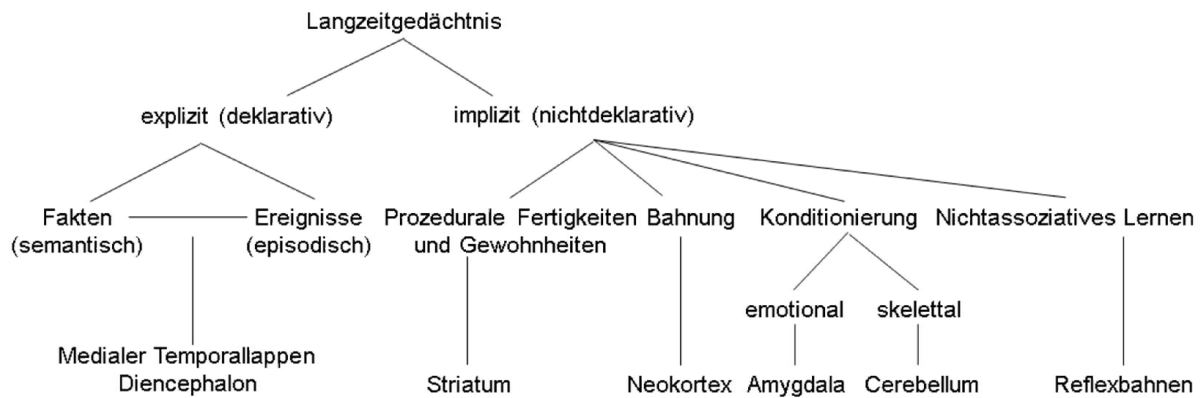 Langzeitgedächtnis
explizit (deklarativ) implizit (nichtdeklarativ)
Fakten Ereignisse Prozedurale Fertigkeiten Bahnung Konditionierung Nichtassoziatives Lernen
(semantisch) (episodisch) und Gewohnheiten
emotional skelettal
Medialer Temporallappen
Diencephalon Striatum Neokortex Amygdala Cerebellum Reflexbahnen